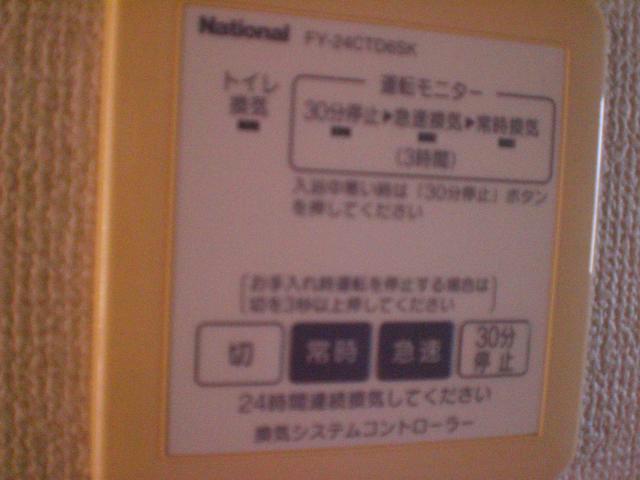 National FY-24CTD6SK
トイレ
換気
運転モニター
30分停止▶急速換気▶常時換気
(3時間)
入浴中寒い時は「30分停止」ボタン
を押してください
お手入れ時運転を停止する場合は
切を3秒以上押してください
切 常時 急速 30分
停止
24時間連続換気してください
換気システムコントローラー